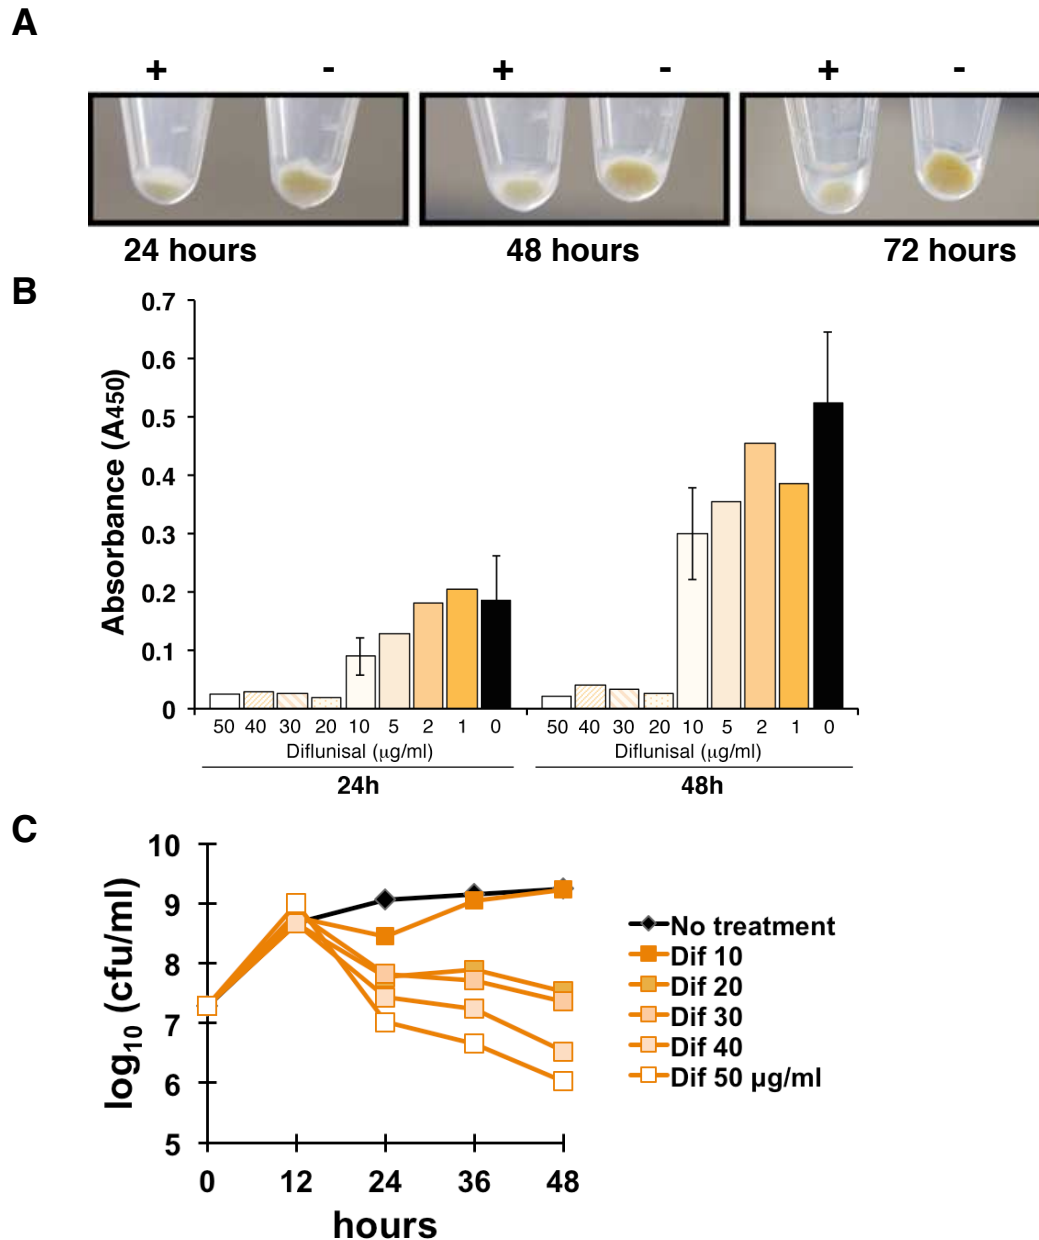 A
+ - + - + -
24 hours 48 hours 72 hours
B
0.7
0.6
0.5
0.4
0.3
0.2
0.1
0
Absorbance (A450)
50 40 30 20 10 5 2 1 0 50 40 30 20 10 5 2 1 0
Diflunisal (µg/ml) Diflunisal (µg/ml)
24h 48h
C
10
9
8
7
6
5
log10 (cfu/ml)
0 12 24 36 48
hours
No treatment
Dif 10
Dif 20
Dif 30
Dif 40
Dif 50 µg/ml